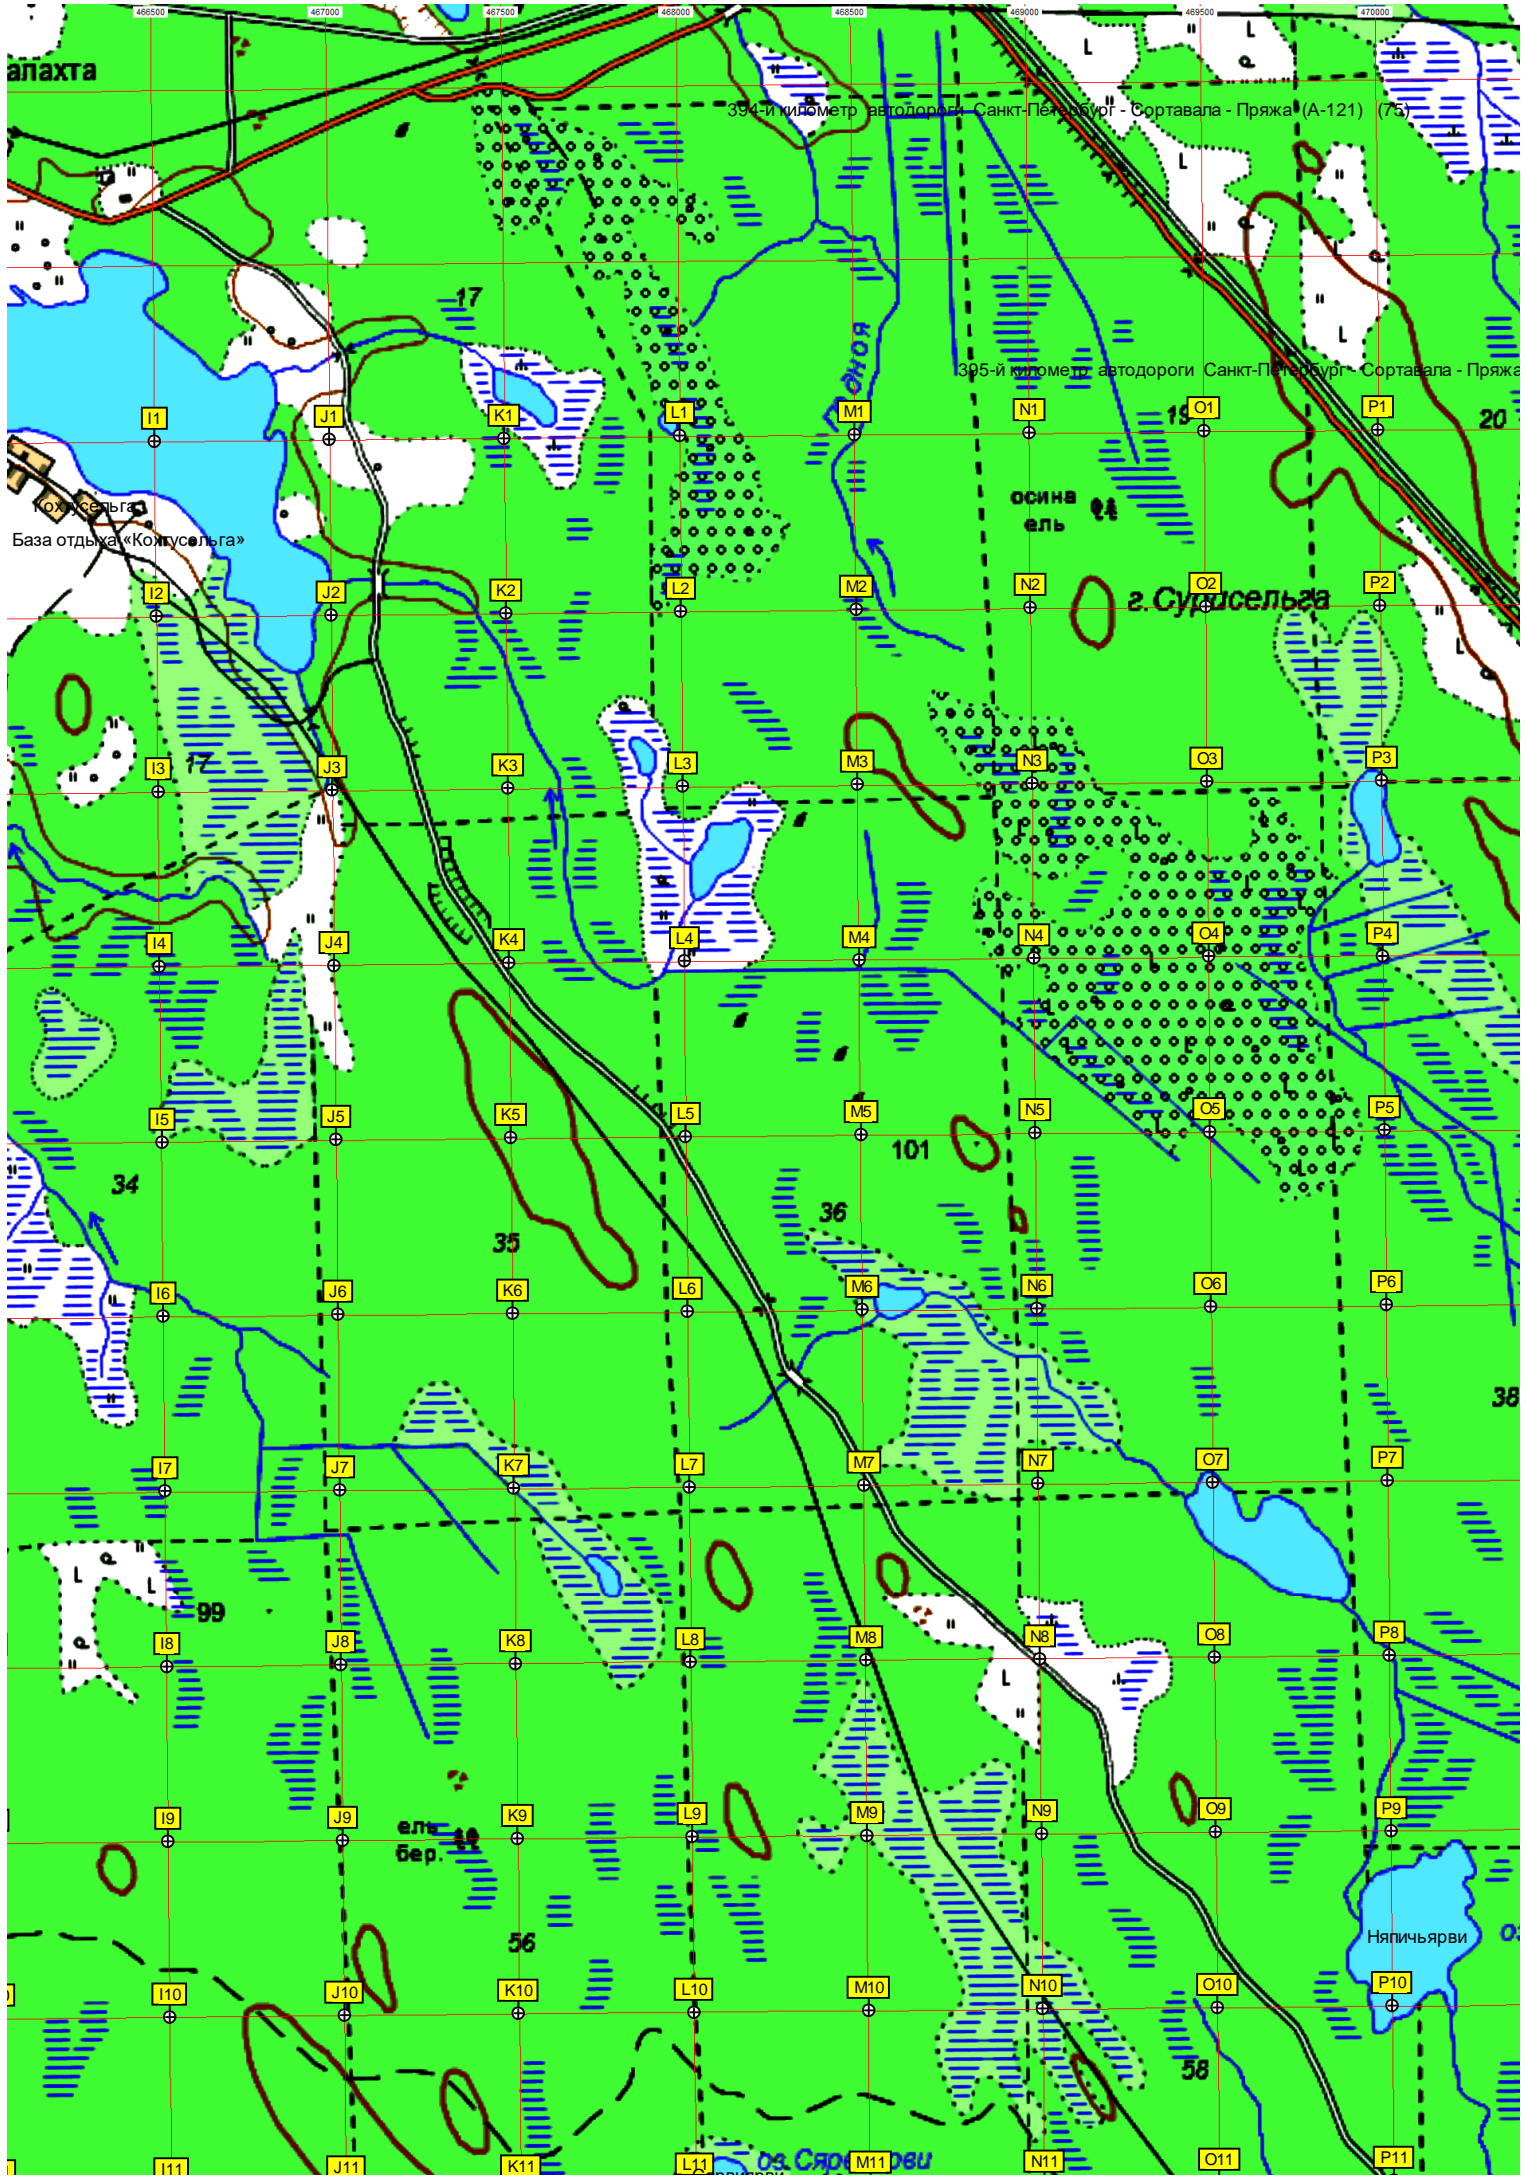 466500 467000 467500 468000 468500 469000 469500 470000
алахта
394-й километр автодороги Санкт-Петербург - Сортавала - Пряжа (А-121) (75)
17
395-й километр автодороги Санкт-Петербург - Сортавала - Пряжа
I1 J1 K1 L1 M1 N1 O1 P1
19 20
осина
ель
Кохтусельга
База отдыха «Кохтусельга»
I2 J2 K2 L2 M2 N2 O2 P2
г. Сурисельга
I3 J3 K3 L3 M3 N3 O3 P3
17
I4 J4 K4 L4 M4 N4 O4 P4
I5 J5 K5 L5 M5 N5 O5 P5
101
34
36
35
I6 J6 K6 L6 M6 N6 O6 P6
38
I7 J7 K7 L7 M7 N7 O7 P7
99
I8 J8 K8 L8 M8 N8 O8 P8
I9 J9 K9 L9 M9 N9 O9 P9
ель
бер.
56
Няпичьярви
оз
I10 J10 K10 L10 M10 N10 O10 P10
58
I11 J11 K11 L11 M11 N11 O11 P11
оз.